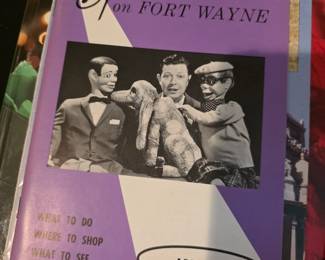 on FORT WAYNE
WHAT TO DO
WHERE TO SHOP
WHAT TO SEE